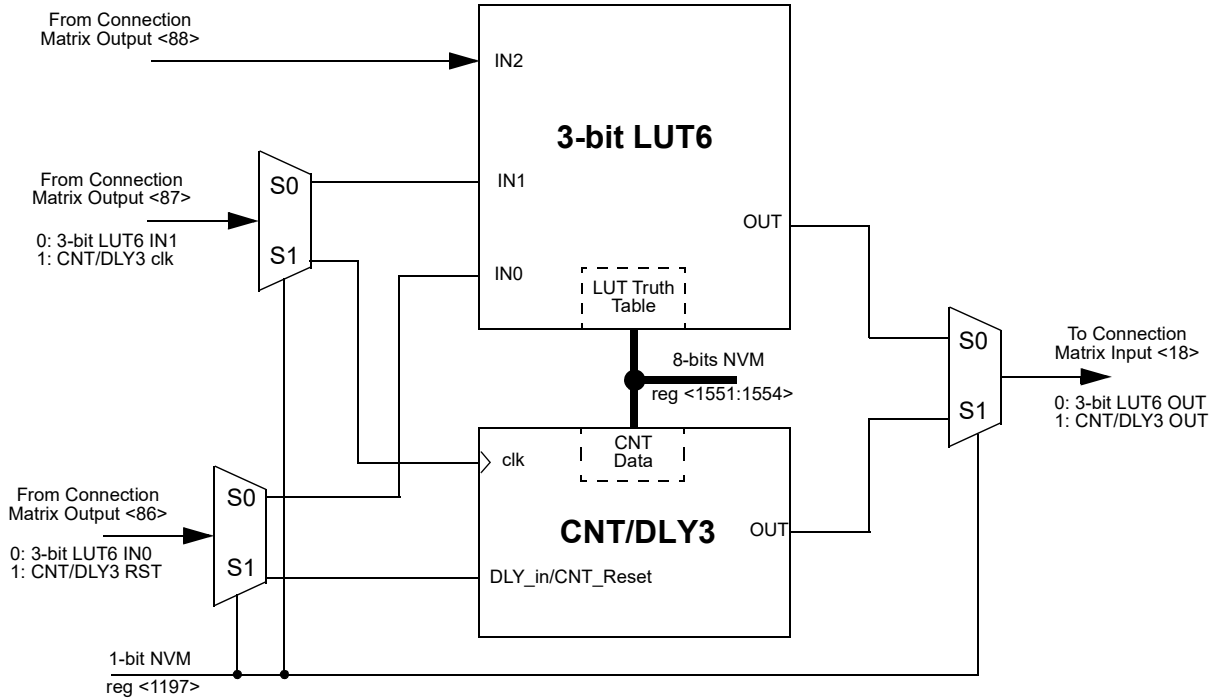 From Connection
Matrix Output <88>
IN2
3-bit LUT6
From Connection
Matrix Output <87>
S0
IN1
0: 3-bit LUT6 IN1
1: CNT/DLY3 clk
S1
OUT
IN0
LUT Truth
Table
S0
To Connection
Matrix Input <18>
8-bits NVM
reg <1551:1554>
S1
0: 3-bit LUT6 OUT
1: CNT/DLY3 OUT
clk
CNT
Data
From Connection
Matrix Output <86>
S0
CNT/DLY3
OUT
0: 3-bit LUT6 IN0
1: CNT/DLY3 RST
S1
DLY_in/CNT_Reset
1-bit NVM
reg <1197>